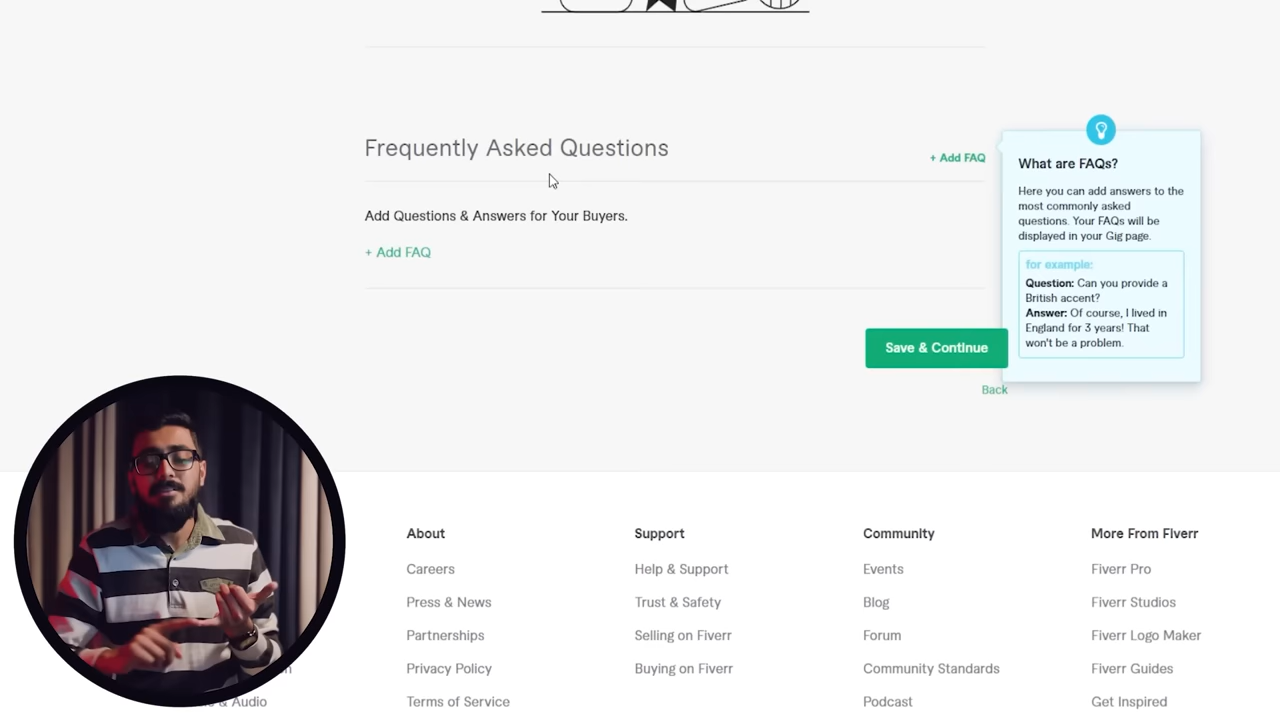 Frequently Asked Questions
+ Add FAQ
Add Questions & Answers for Your Buyers.
+ Add FAQ
What are FAQs?
Here you can add answers to the
most commonly asked
questions. Your FAQs will be
displayed in your Gig page.
for example:
Question: Can you provide a
British accent?
Answer: Of course, I lived in
England for 3 years! That
won't be a problem.
Save & Continue
Back
About
Careers
Press & News
Partnerships
Privacy Policy
Terms of Service
Support
Help & Support
Trust & Safety
Selling on Fiverr
Buying on Fiverr
Community
Events
Blog
Forum
Community Standards
Podcast
More From Fiverr
Fiverr Pro
Fiverr Studios
Fiverr Logo Maker
Fiverr Guides
Get Inspired
& Audio